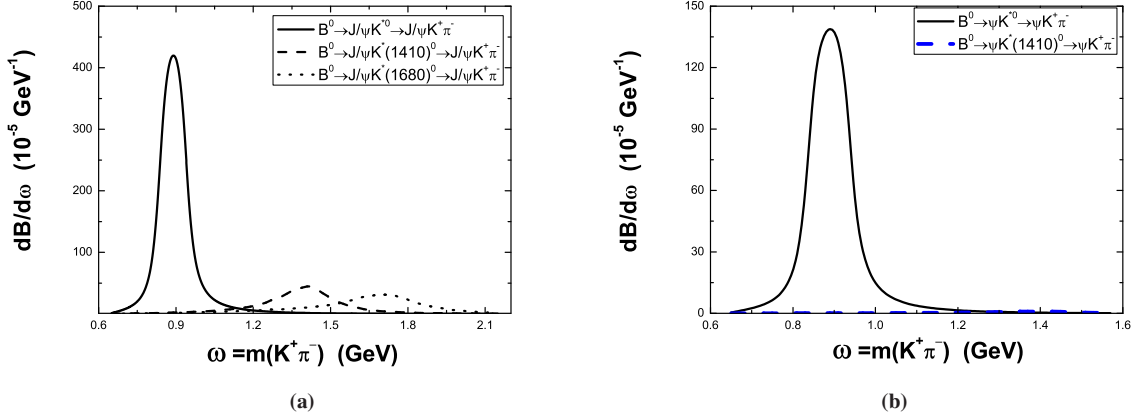 500
400
300
200
100
0.6 0.9 1.2 1.5 1.8 2.1
dB/dω (10⁻⁵ GeV⁻¹)
ω =m(K⁺π⁻) (GeV)
B⁰→J/ψK*⁰→J/ψK⁺π⁻
B⁰→J/ψK*(1410)⁰→J/ψK⁺π⁻
B⁰→J/ψK*(1680)⁰→J/ψK⁺π⁻
(a)
150
120
90
60
30
0
0.6 0.8 1.0 1.2 1.4 1.6
dB/dω (10⁻⁵ GeV⁻¹)
ω =m(K⁺π⁻) (GeV)
B⁰→ψK*⁰→ψK⁺π⁻
B⁰→ψK*(1410)⁰→ψK⁺π⁻
(b)